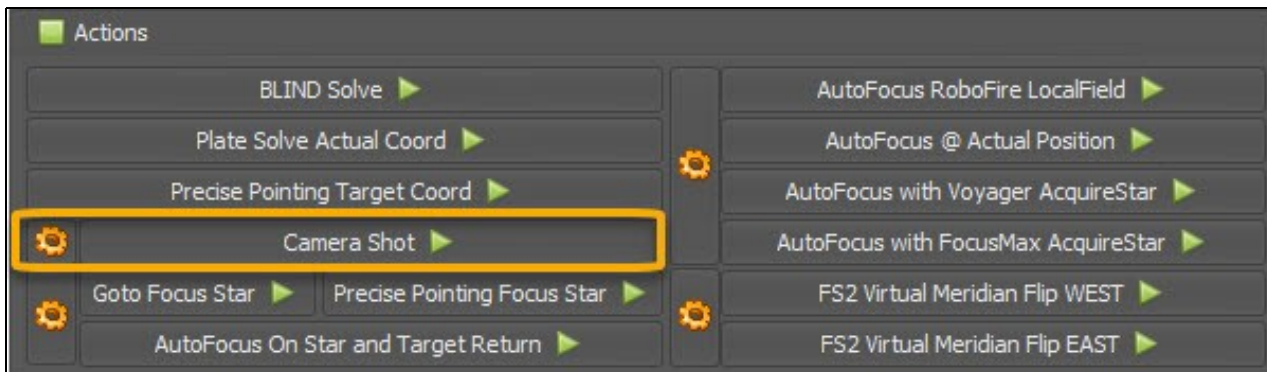 Actions
BLIND Solve
Plate Solve Actual Coord
Precise Pointing Target Coord
Camera Shot
Goto Focus Star
Precise Pointing Focus Star
AutoFocus On Star and Target Return
AutoFocus RoboFire LocalField
AutoFocus @ Actual Position
AutoFocus with Voyager AcquireStar
AutoFocus with FocusMax AcquireStar
FS2 Virtual Meridian Flip WEST
FS2 Virtual Meridian Flip EAST